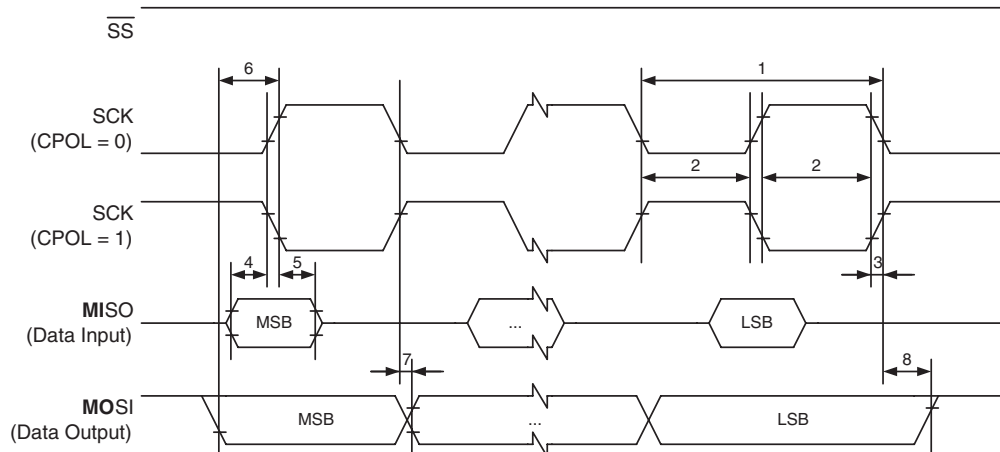 SS
6
1
SCK
(CPOL = 0)
2
2
SCK
(CPOL = 1)
4
5
3
MISO
(Data Input)
MSB
...
LSB
7
8
MOSI
(Data Output)
MSB
...
LSB